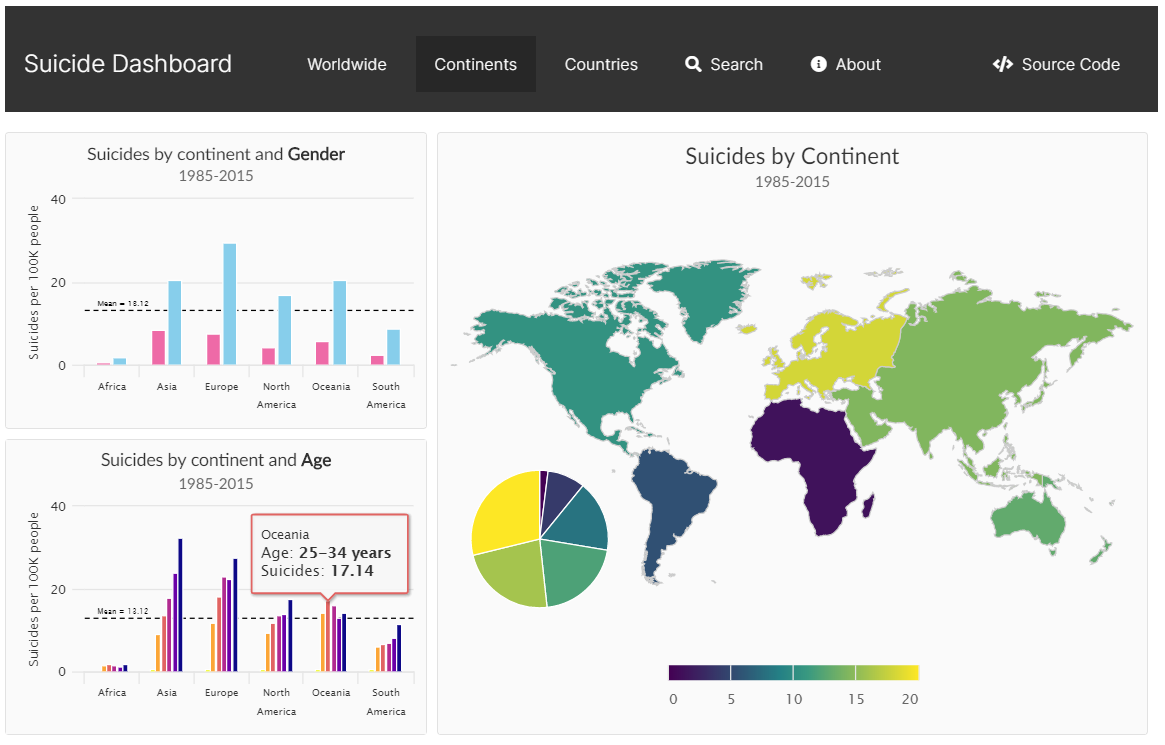 Suicide Dashboard
Worldwide
Continents
Countries
Search
About
Source Code
Suicides by continent and Gender
1985-2015
Suicides per 100K people
40
20
0
Mean = 13.12
Africa
Asia
Europe
North
America
Oceania
South
America
Suicides by continent and Age
1985-2015
Suicides per 100K people
40
20
0
Mean = 13.12
Oceania
Age: 25–34 years
Suicides: 17.14
Africa
Asia
Europe
North
America
Oceania
South
America
Suicides by Continent
1985-2015
0
5
10
15
20